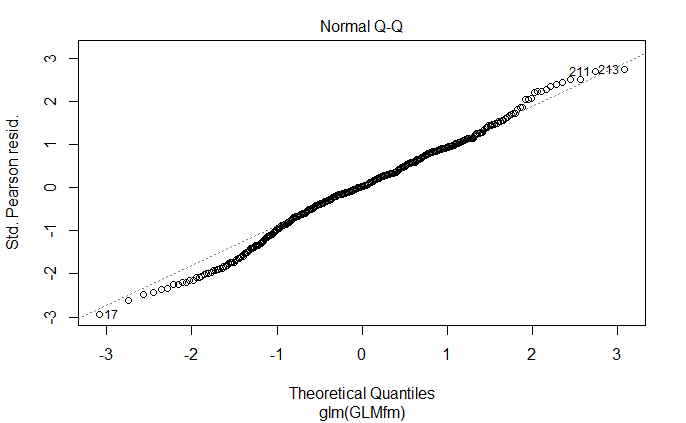 Normal Q-Q
Std. Pearson resid.
3
2
1
0
-1
-2
-3
211
213
17
-3 -2 -1 0 1 2 3
Theoretical Quantiles
glm(GLMfm)